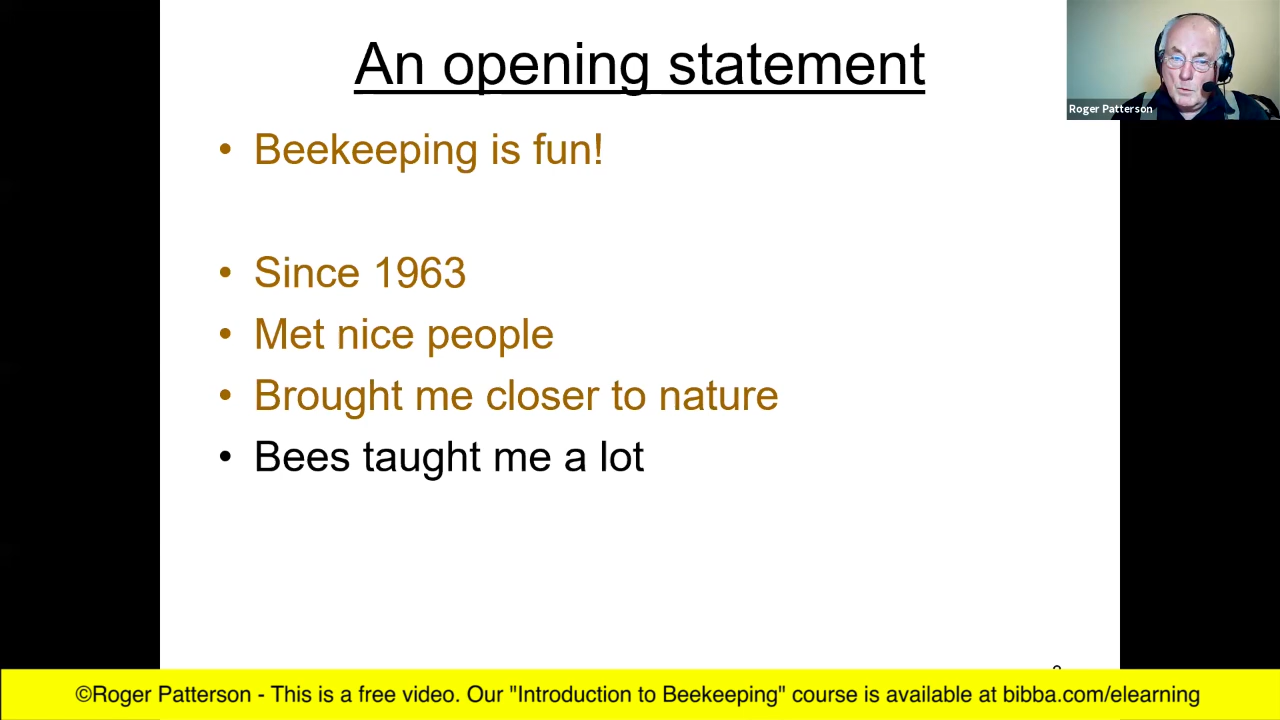 An opening statement
Roger Patterson
• Beekeeping is fun!
• Since 1963
• Met nice people
• Brought me closer to nature
• Bees taught me a lot
©Roger Patterson - This is a free video. Our "Introduction to Beekeeping" course is available at bibba.com/elearning